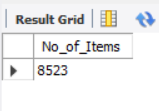 Result Grid
No_of_Items
8523